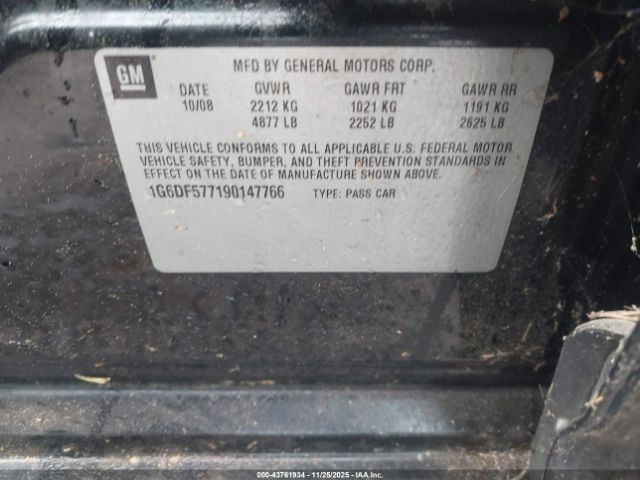 GM
MFD BY GENERAL MOTORS CORP.
DATE GVWR GAWR FRT GAWR RR
10/08 2212 KG 1021 KG 1191 KG
4877 LB 2252 LB 2625 LB
THIS VEHICLE CONFORMS TO ALL APPLICABLE U.S. FEDERAL MOTOR
VEHICLE SAFETY, BUMPER, AND THEFT PREVENTION STANDARDS IN
EFFECT ON THE DATE OF MANUFACTURE SHOWN ABOVE.
1G6DF577190147766 TYPE: PASS CAR
000-43761934 - 11/25/2025 - IAAI.COM